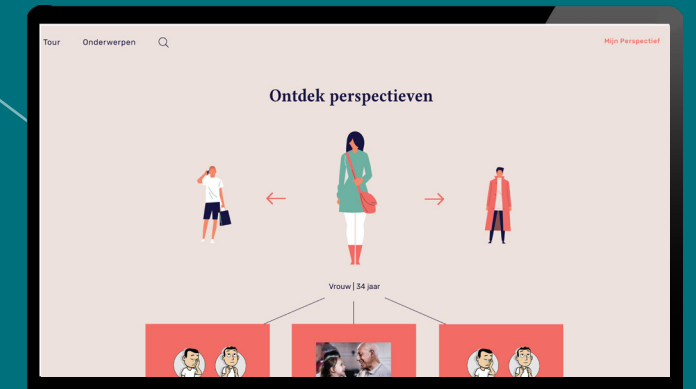 Tour Onderwerpen Mijn Perspectief
Ontdek perspectieven
Vrouw | 34 jaar